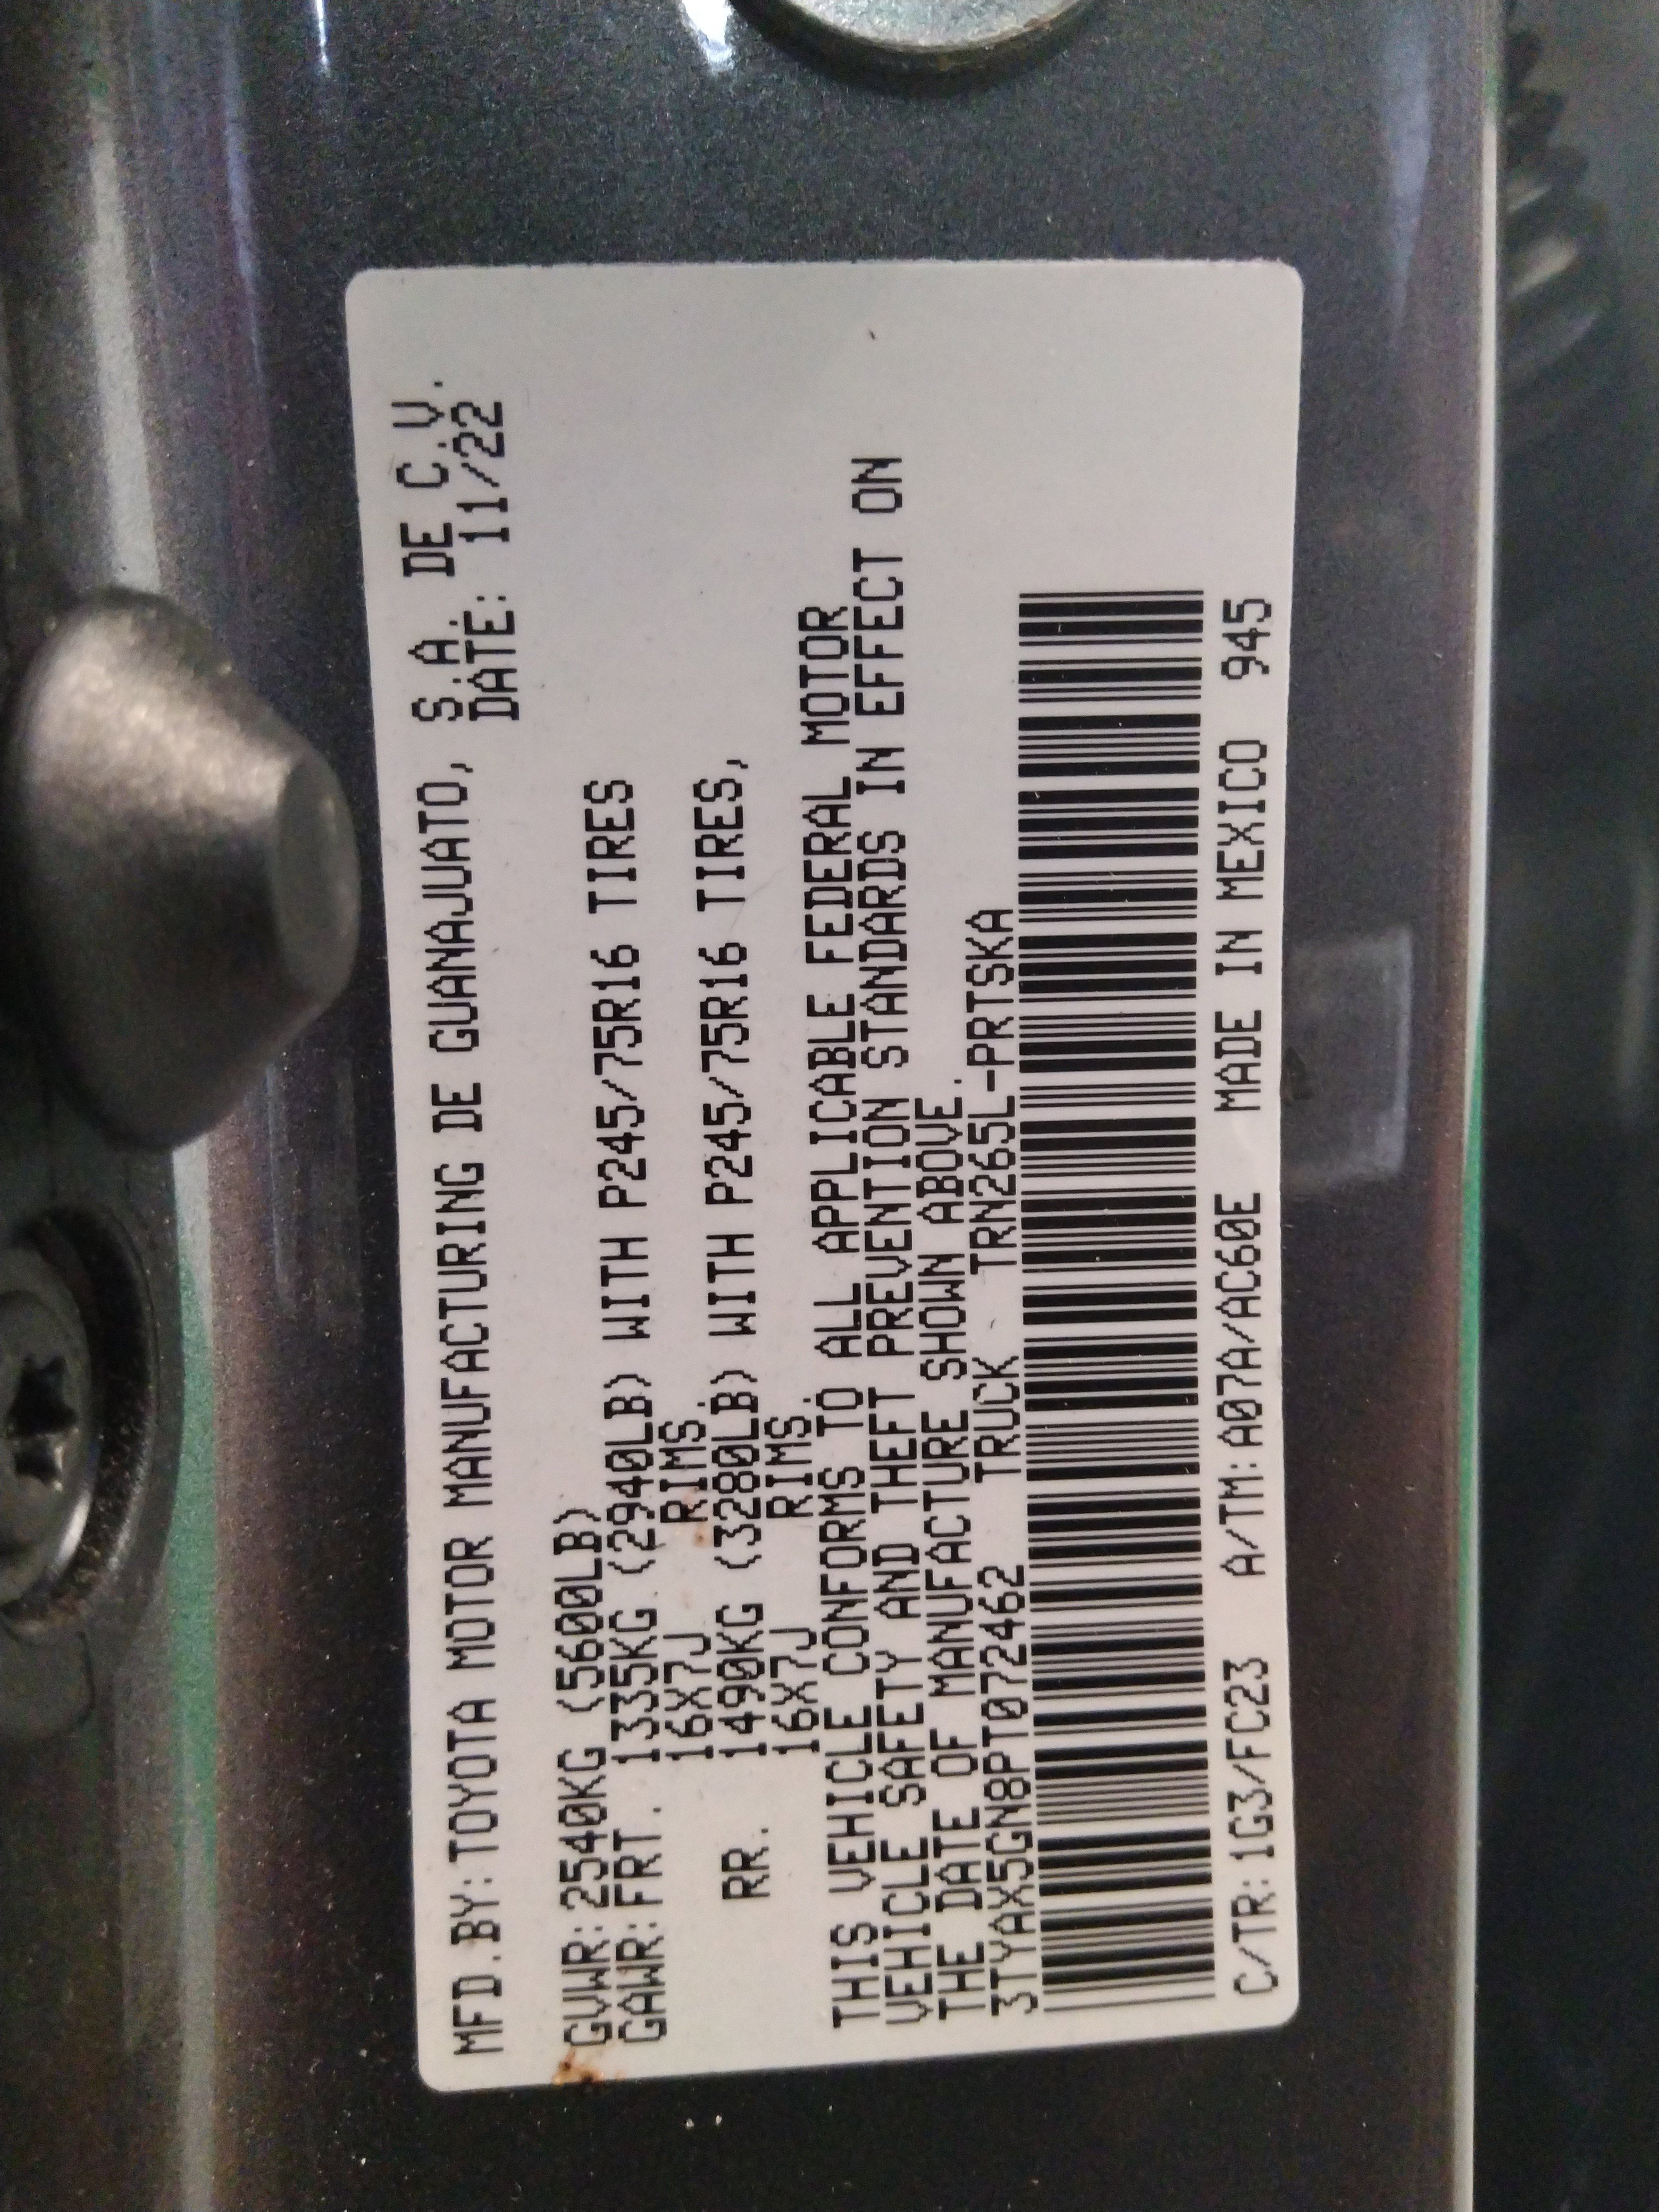 MFD.BY:TOYOTA MOTOR MANUFACTURING DE GUANAJUATO, S.A. DE C.V.
DATE: 11/22
GVWR:2540KG (5600LB)
GAWR:FRT. 1335KG (2940LB) WITH P245/75R16 TIRES
16X7J RIMS.
RR. 1490KG (3280LB) WITH P245/75R16 TIRES,
16X7J RIMS.
THIS VEHICLE CONFORMS TO ALL APPLICABLE FEDERAL MOTOR
VEHICLE SAFETY AND THEFT PREVENTION STANDARDS IN EFFECT ON
THE DATE OF MANUFACTURE SHOWN ABOVE.
3TYAX5GN8PT072462 TRUCK TRN265L-PRTSKA
C/TR:1G3/FC23 A/TM:A07A/AC60E MADE IN MEXICO 945